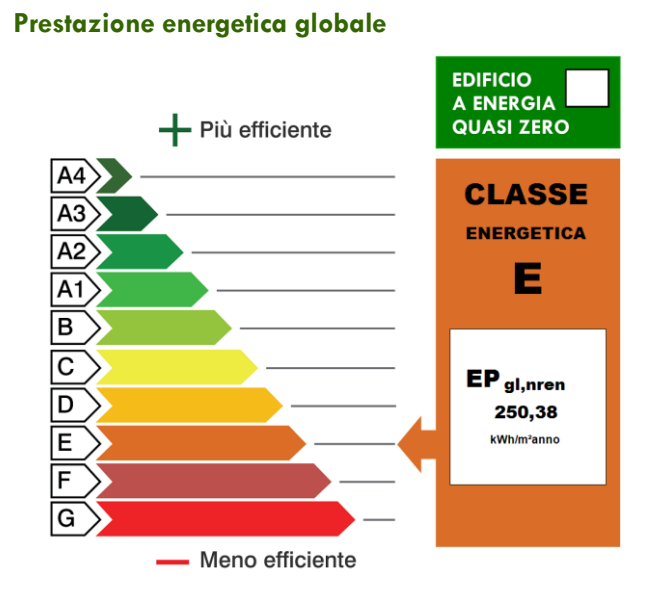 Prestazione energetica globale
EDIFICIO
A ENERGIA
QUASI ZERO
Più efficiente
A4
A3
A2
A1
B
C
D
E
F
G
Meno efficiente
CLASSE
ENERGETICA
E
EP gl,nren
250,38
kWh/m²anno